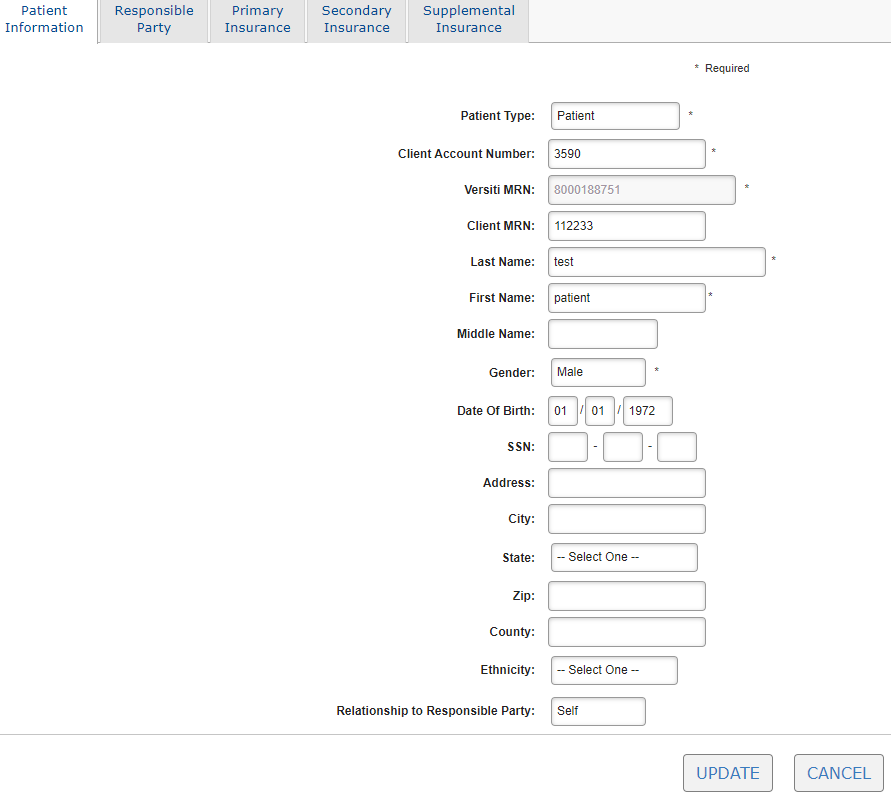 Patient Information
Responsible Party
Primary Insurance
Secondary Insurance
Supplemental Insurance
* Required
Patient Type: Patient *
Client Account Number: 3590 *
Versiti MRN: 8000188751 *
Client MRN: 112233
Last Name: test *
First Name: patient *
Middle Name:
Gender: Male *
Date Of Birth: 01 / 01 / 1972
SSN: - -
Address:
City:
State: -- Select One --
Zip:
County:
Ethnicity: -- Select One --
Relationship to Responsible Party: Self
UPDATE CANCEL